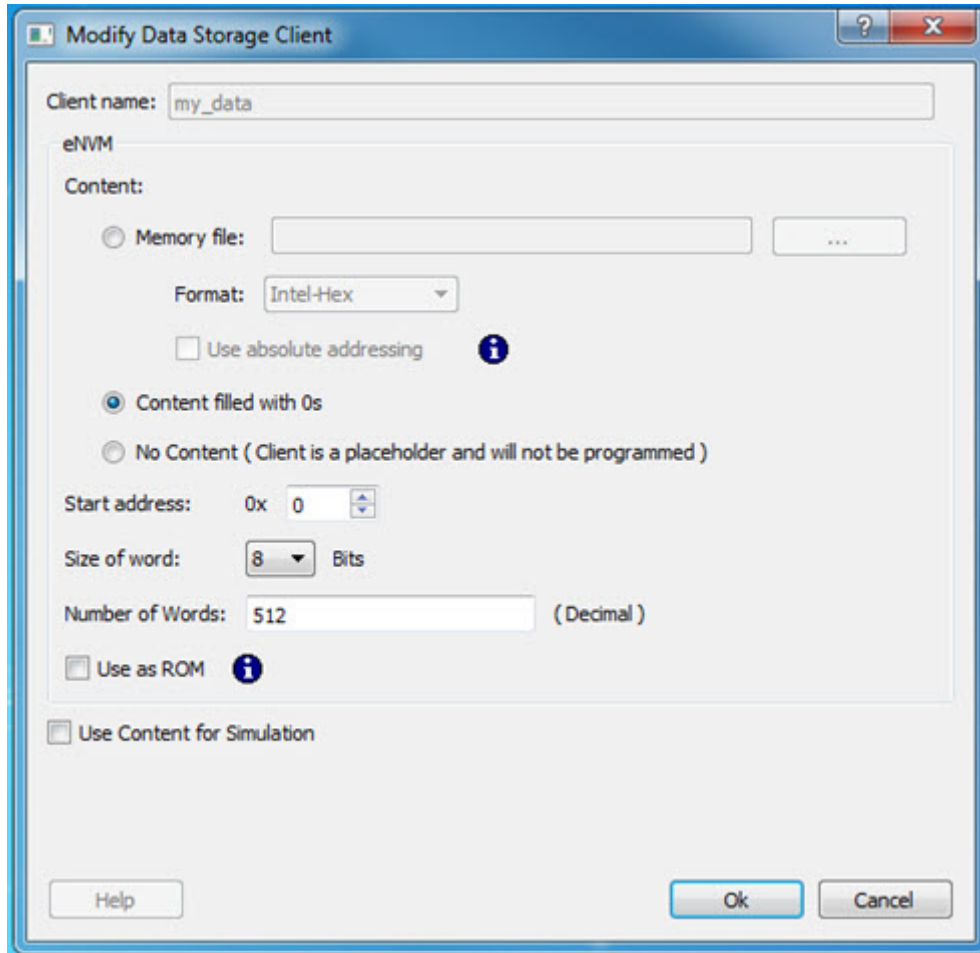 Modify Data Storage Client
Client name: my_data
eNVM
Content:
Memory file: ...
Format: Intel-Hex
Use absolute addressing
Content filled with 0s
No Content ( Client is a placeholder and will not be programmed )
Start address: 0x 0
Size of word: 8 Bits
Number of Words: 512 ( Decimal )
Use as ROM
Use Content for Simulation
Help Ok Cancel